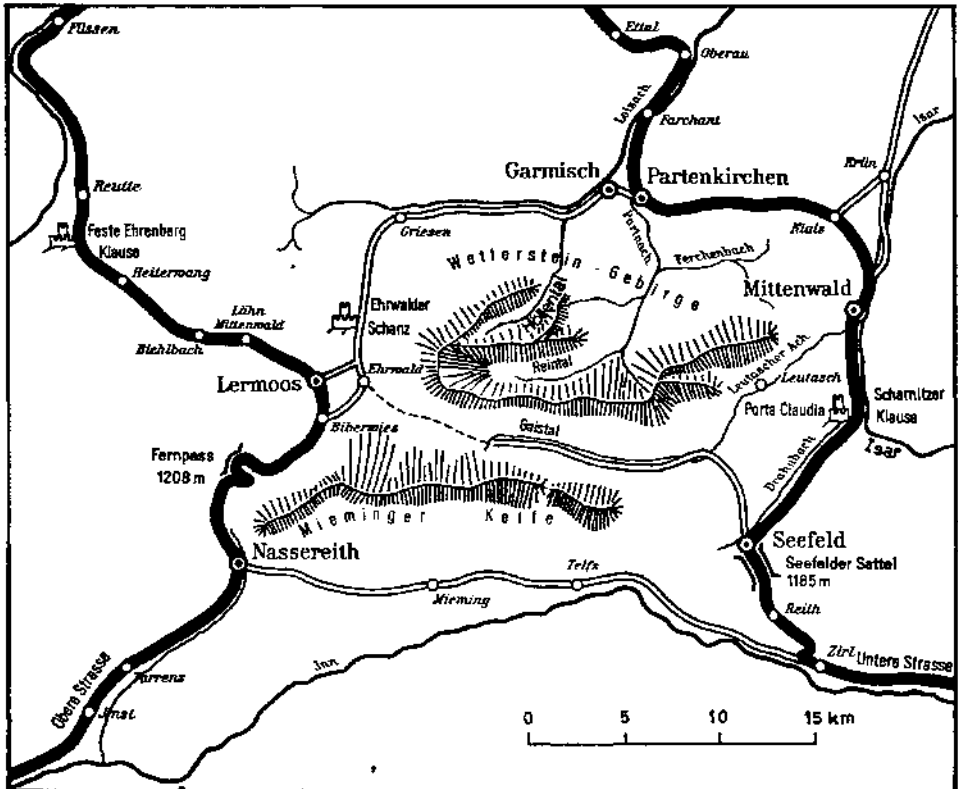 Füssen
Ettal
Oberau
Loisach
Farchant
Isar
Krün
Reutte
Garmisch
Partenkirchen
Feste Ehrenberg
Klause
Griesen
Partnach
Klais
Ferchenbach
Heiterwang
Wetterstein-Gebirge
Mittenwald
Lähn
Mittenwald
Ehrwalder
Schanz
Höllental
Bichlbach
Reintal
Leutascher Ach
Lermoos
Ehrwald
Leutasch
Scharnitzer
Klause
Porta Claudia
Biberwier
Gaistal
Isar
Fernpass
1208 m
Drahnbach
Mieminger Kette
Nassereith
Seefeld
Seefelder Sattel
1185 m
Telfs
Mieming
Reith
Inn
Zirl
Untere Strasse
Obere Strasse
Tarrenz
Imst
0 5 10 15 km